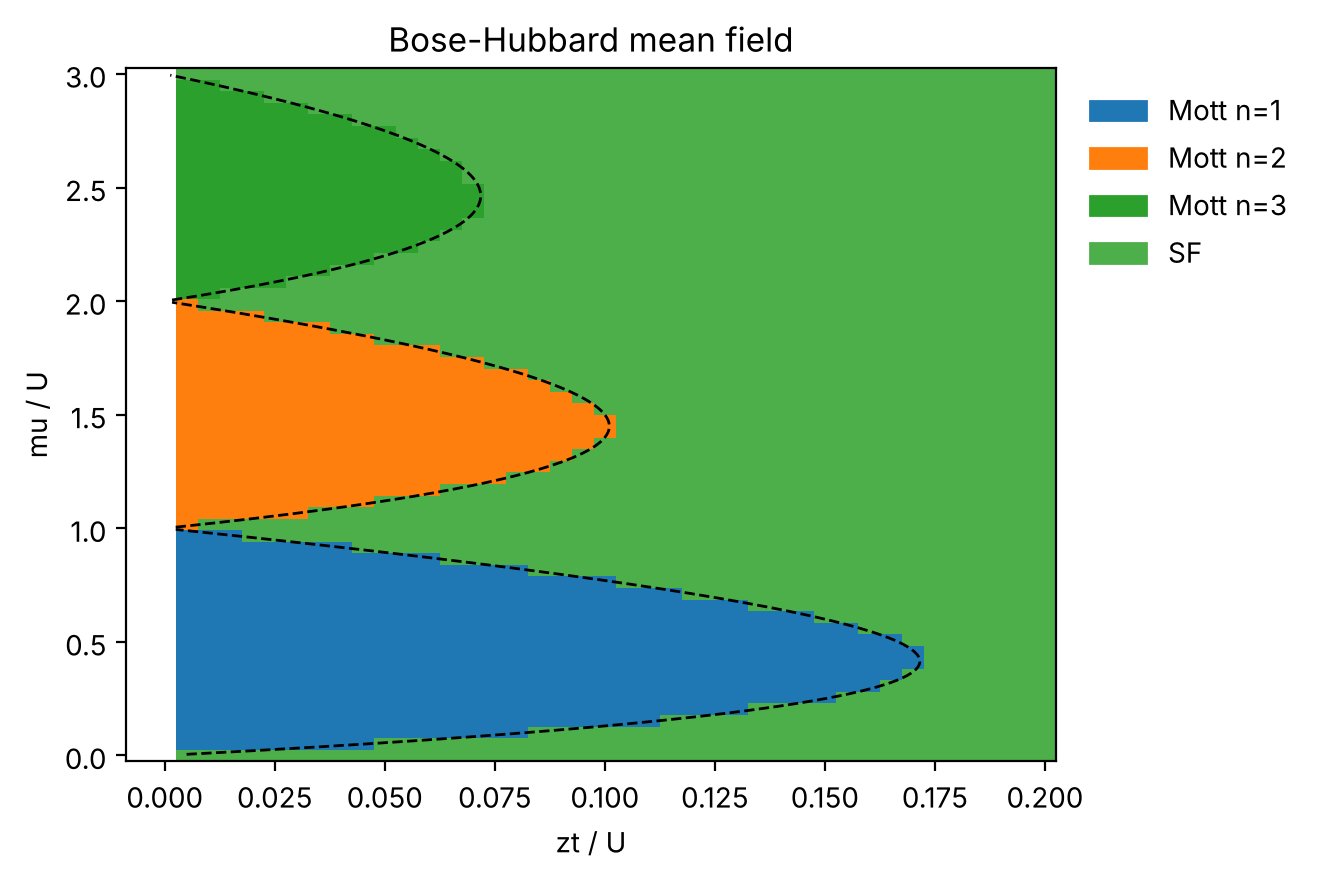 Bose-Hubbard mean field
3.0
2.5
2.0
1.5
1.0
0.5
0.0
mu / U
0.000 0.025 0.050 0.075 0.100 0.125 0.150 0.175 0.200
zt / U
Mott n=1
Mott n=2
Mott n=3
SF